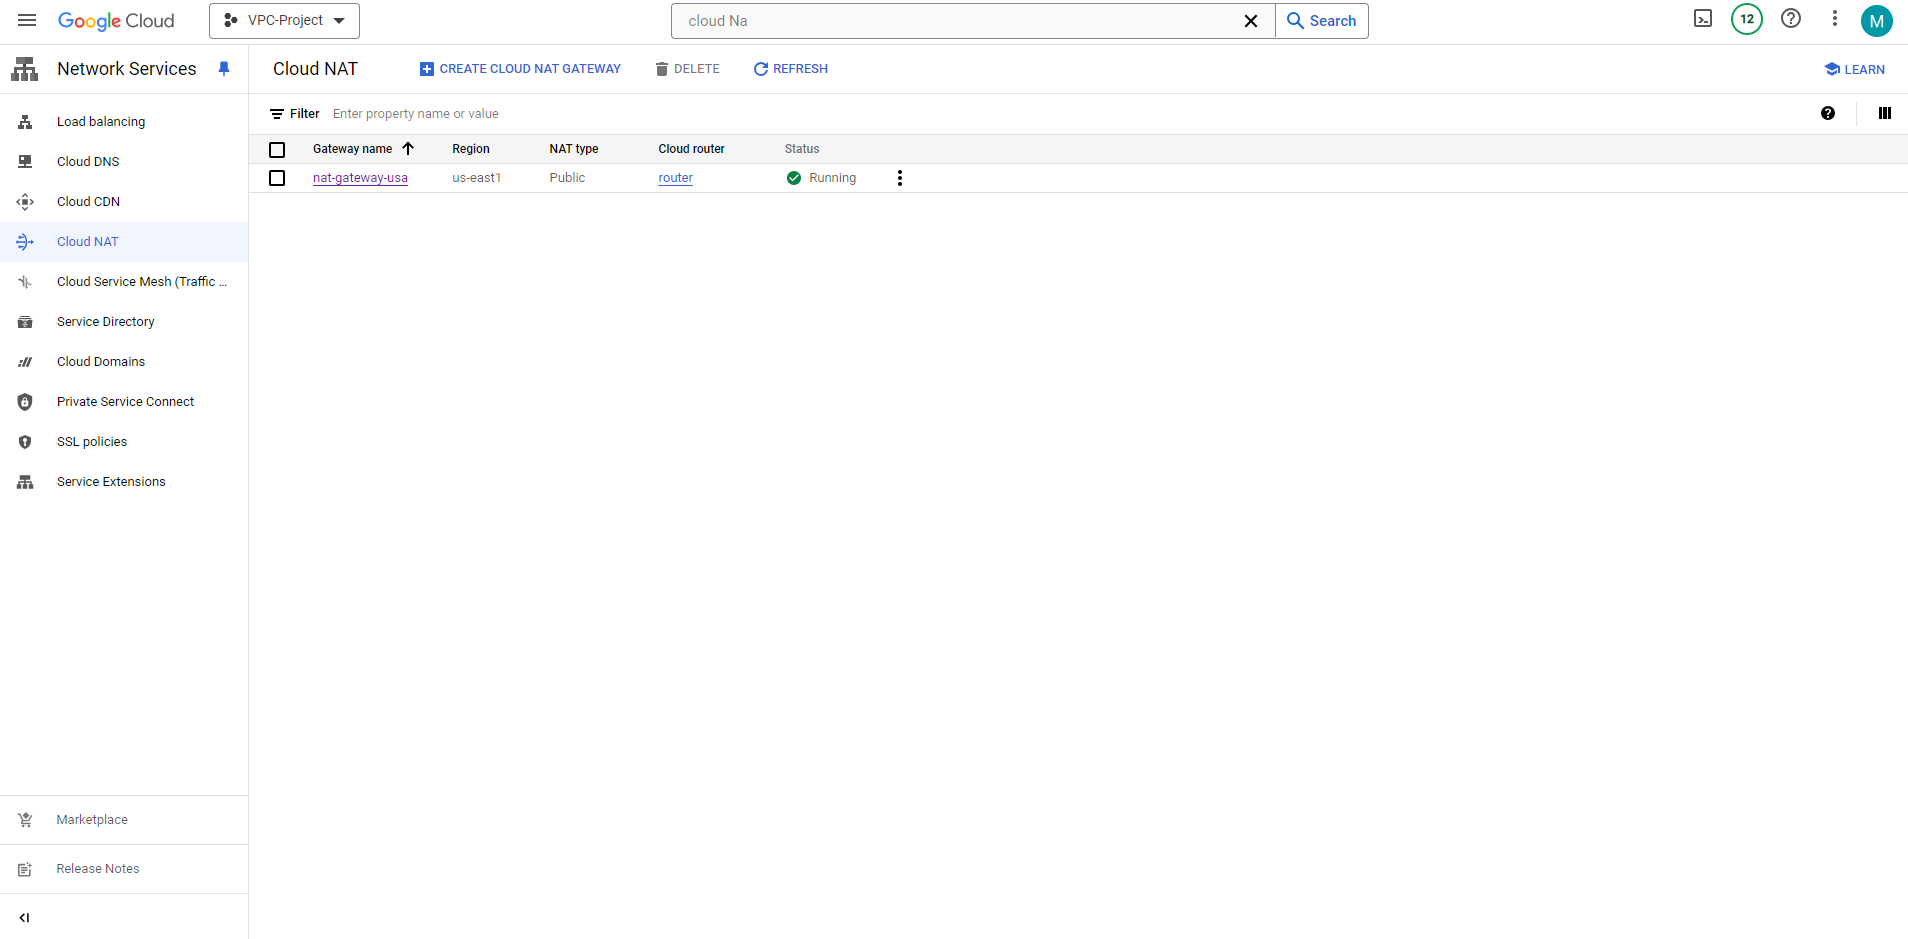 Google Cloud VPC-Project cloud Na Search 12 M
Network Services
Cloud NAT CREATE CLOUD NAT GATEWAY DELETE REFRESH LEARN
Load balancing
Cloud DNS
Cloud CDN
Cloud NAT
Cloud Service Mesh (Traffic ...
Service Directory
Cloud Domains
Private Service Connect
SSL policies
Service Extensions
Marketplace
Release Notes
Filter Enter property name or value
Gateway name Region NAT type Cloud router Status
nat-gateway-usa us-east1 Public router Running